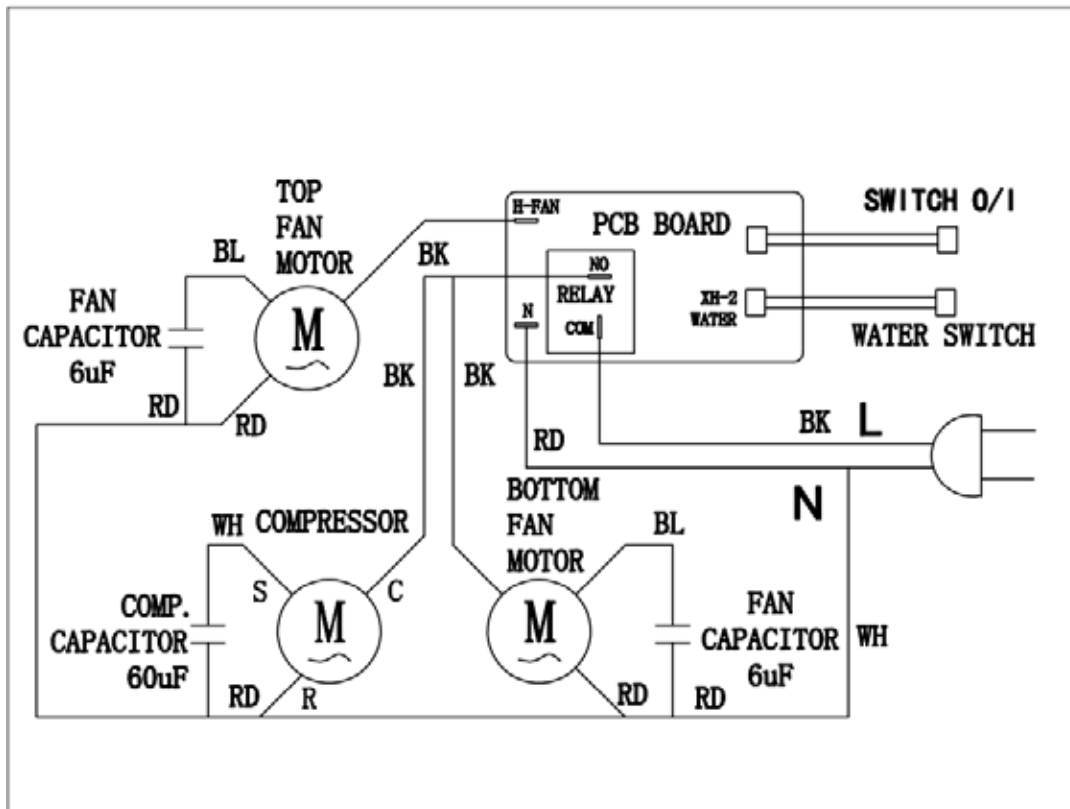 TOP
FAN
MOTOR
BL
FAN
CAPACITOR
6uF
RD
RD
BK
H-FAN
PCB BOARD
NO
RELAY
N
COM
XH-2
WATER
SWITCH O/I
WATER SWITCH
BK
BK
RD
BK
L
N
WH
COMPRESSOR
S
C
COMP.
CAPACITOR
60uF
M
M
RD
R
BOTTOM
FAN
MOTOR
BL
M
FAN
CAPACITOR
6uF
WH
RD
RD